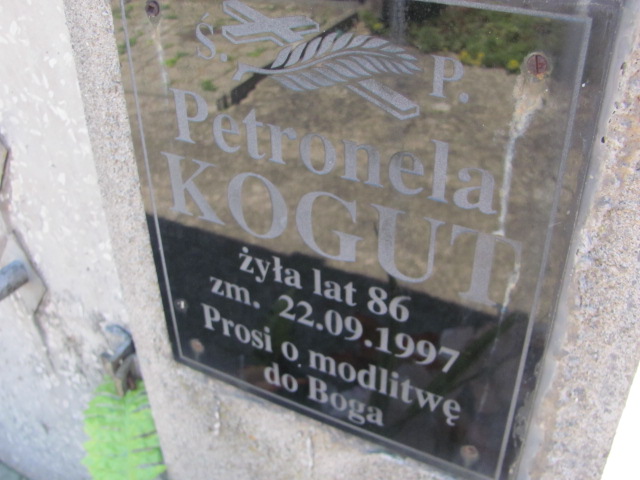 Ś. P.
Petronela
KOGUT
żyła lat 86
zm. 22.09.1997
Prosi o modlitwę
do Boga